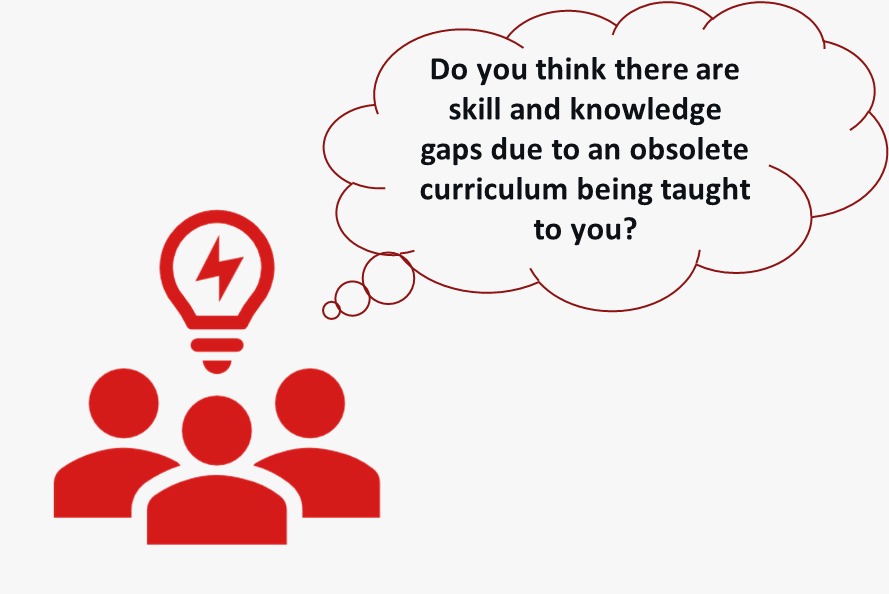 Do you think there are
skill and knowledge
gaps due to an obsolete
curriculum being taught
to you?